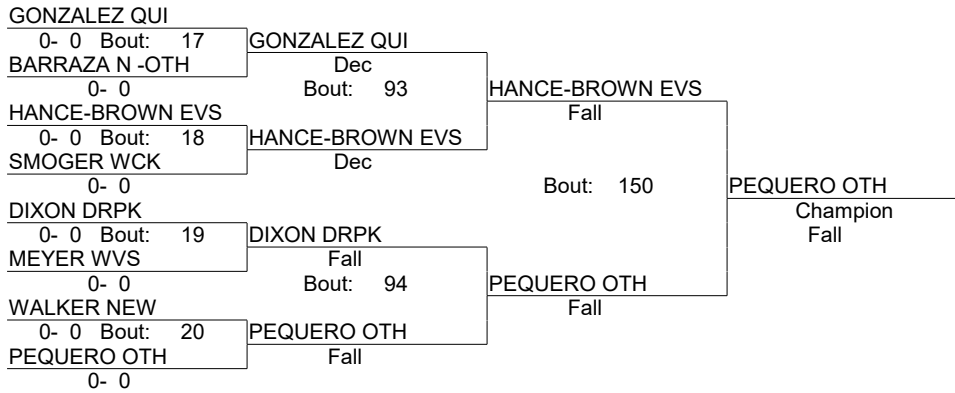 GONZALEZ QUI
0- 0 Bout: 17 GONZALEZ QUI
BARRAZA N -OTH Dec
0- 0 Bout: 93 HANCE-BROWN EVS
HANCE-BROWN EVS Fall
0- 0 Bout: 18 HANCE-BROWN EVS
SMOGER WCK Dec
0- 0 Bout: 150 PEQUERO OTH
DIXON DRPK Champion
0- 0 Bout: 19 DIXON DRPK Fall
MEYER WVS Fall
0- 0 Bout: 94 PEQUERO OTH
WALKER NEW Fall
0- 0 Bout: 20 PEQUERO OTH
PEQUERO OTH Fall
0- 0